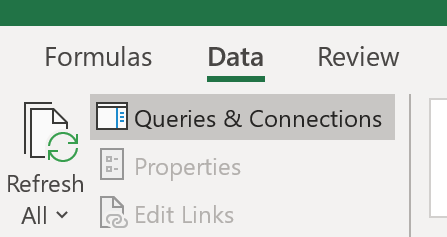 Formulas Data Review
Queries & Connections
Properties
Refresh
All Edit Links